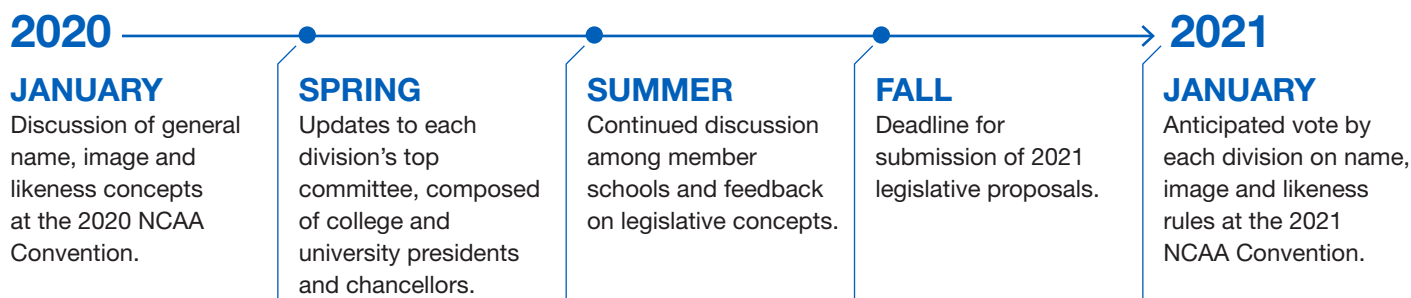 2020
2021
JANUARY
Discussion of general
name, image and
likeness concepts
at the 2020 NCAA
Convention.
SPRING
Updates to each
division’s top
committee, composed
of college and
university presidents
and chancellors.
SUMMER
Continued discussion
among member
schools and feedback
on legislative concepts.
FALL
Deadline for
submission of 2021
legislative proposals.
JANUARY
Anticipated vote by
each division on name,
image and likeness
rules at the 2021
NCAA Convention.